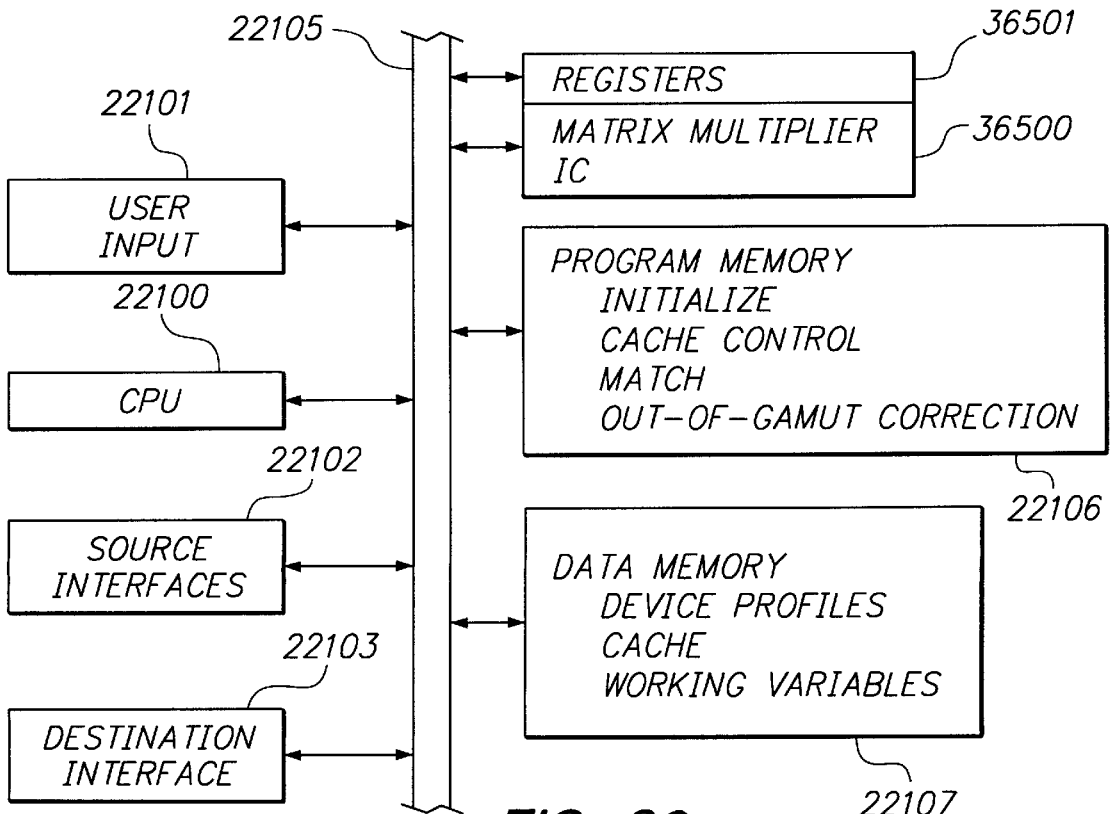 22105
36501
REGISTERS
22101
MATRIX MULTIPLIER
IC
36500
USER
INPUT
PROGRAM MEMORY
INITIALIZE
CACHE CONTROL
MATCH
OUT-OF-GAMUT CORRECTION
22100
CPU
22106
22102
SOURCE
INTERFACES
DATA MEMORY
DEVICE PROFILES
CACHE
WORKING VARIABLES
22103
DESTINATION
INTERFACE
22107